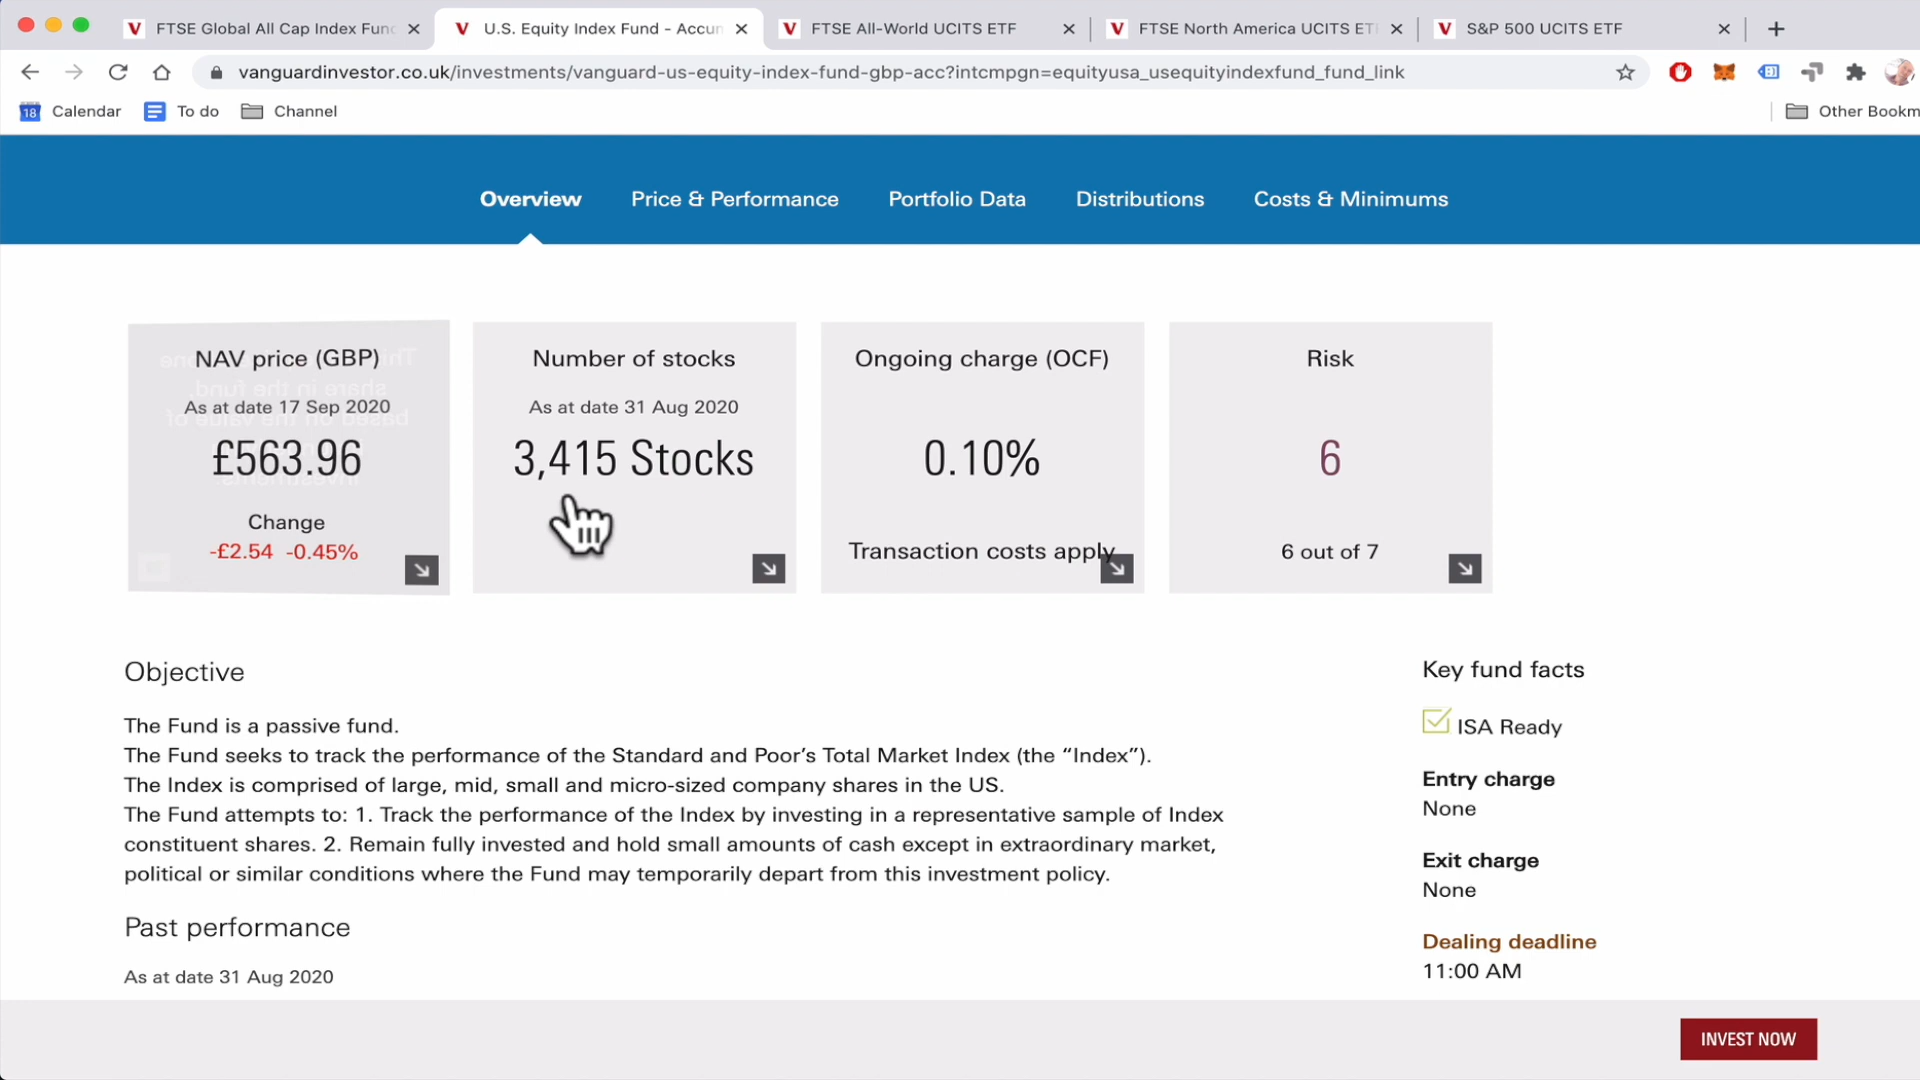 FTSE Global All Cap Index Fund
U.S. Equity Index Fund - Accum
FTSE All-World UCITS ETF
FTSE North America UCITS ETF
S&P 500 UCITS ETF
vanguardinvestor.co.uk/investments/vanguard-us-equity-index-fund-gbp-acc?intcmpgn=equityusa_usequityindexfund_fund_link
18 Calendar
To do
Channel
Other Bookm
Overview
Price & Performance
Portfolio Data
Distributions
Costs & Minimums
NAV price (GBP)
As at date 17 Sep 2020
£563.96
Change
-£2.54 -0.45%
Number of stocks
As at date 31 Aug 2020
3,415 Stocks
Ongoing charge (OCF)
0.10%
Transaction costs apply
Risk
6
6 out of 7
Objective
The Fund is a passive fund.
The Fund seeks to track the performance of the Standard and Poor’s Total Market Index (the “Index”).
The Index is comprised of large, mid, small and micro-sized company shares in the US.
The Fund attempts to: 1. Track the performance of the Index by investing in a representative sample of Index
constituent shares. 2. Remain fully invested and hold small amounts of cash except in extraordinary market,
political or similar conditions where the Fund may temporarily depart from this investment policy.
Past performance
As at date 31 Aug 2020
Key fund facts
ISA Ready
Entry charge
None
Exit charge
None
Dealing deadline
11:00 AM
INVEST NOW